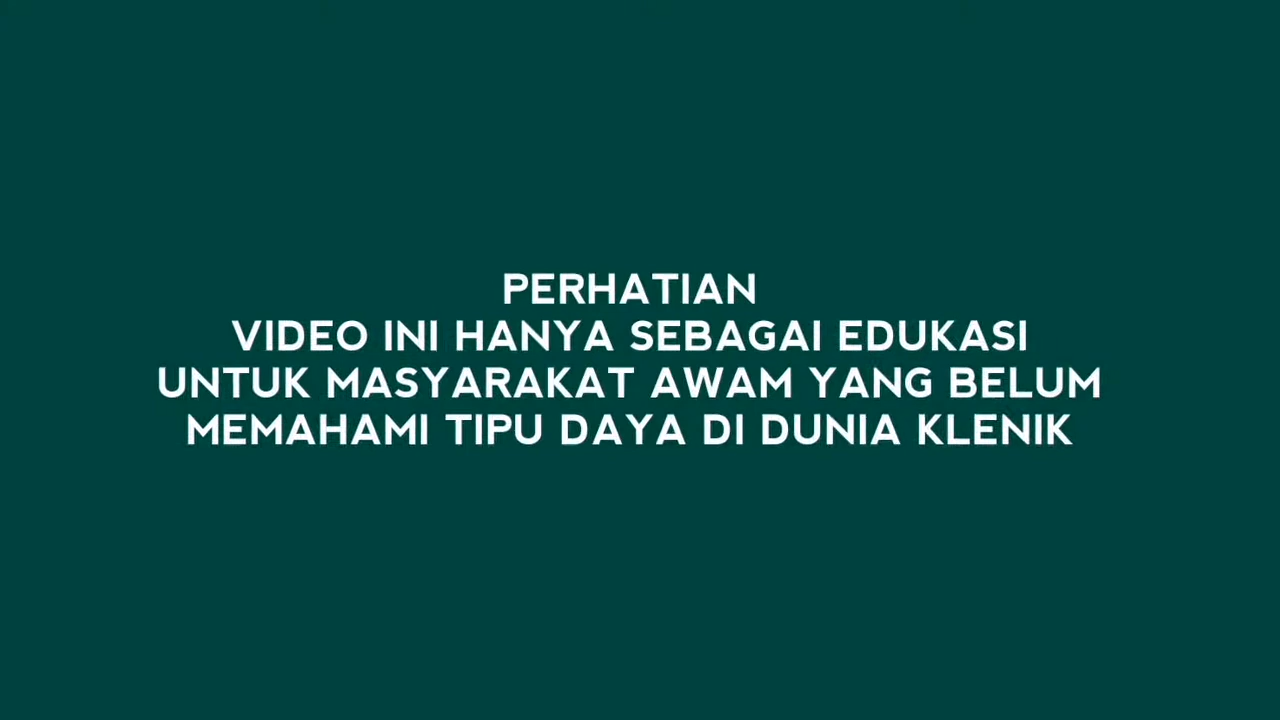 PERHATIAN
VIDEO INI HANYA SEBAGAI EDUKASI
UNTUK MASYARAKAT AWAM YANG BELUM
MEMAHAMI TIPU DAYA DI DUNIA KLENIK